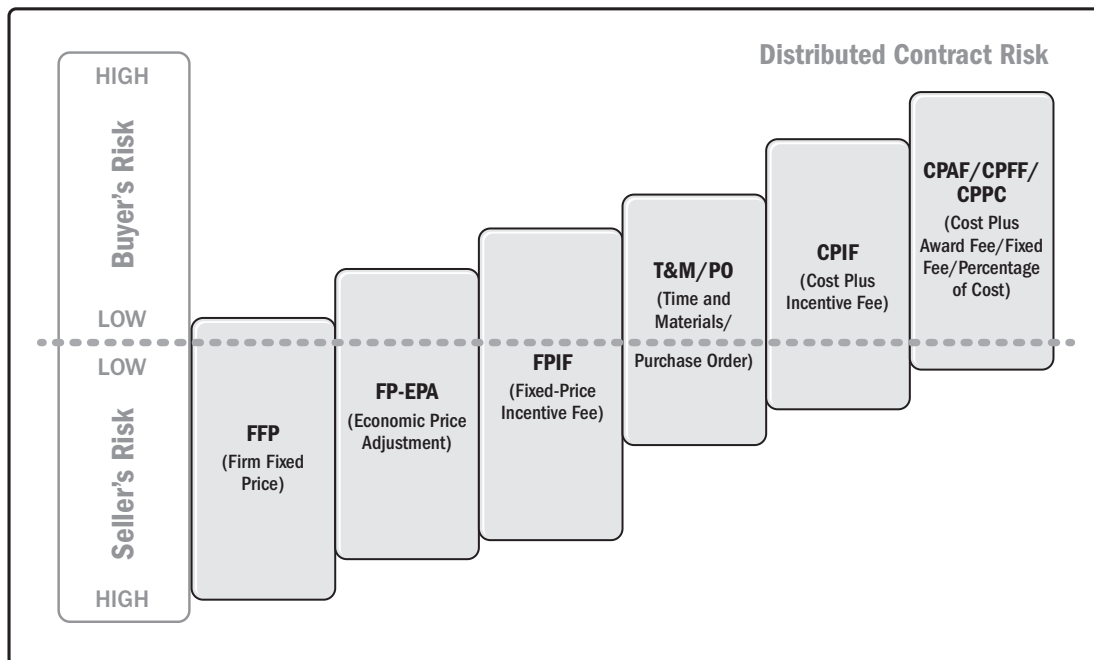 Distributed Contract Risk
HIGH
Buyer's Risk
LOW
LOW
Seller's Risk
HIGH
FFP
(Firm Fixed
Price)
FP-EPA
(Economic Price
Adjustment)
FPIF
(Fixed-Price
Incentive Fee)
T&M/PO
(Time and
Materials/
Purchase Order)
CPIF
(Cost Plus
Incentive Fee)
CPAF/CPFF/
CPPC
(Cost Plus
Award Fee/Fixed
Fee/Percentage
of Cost)